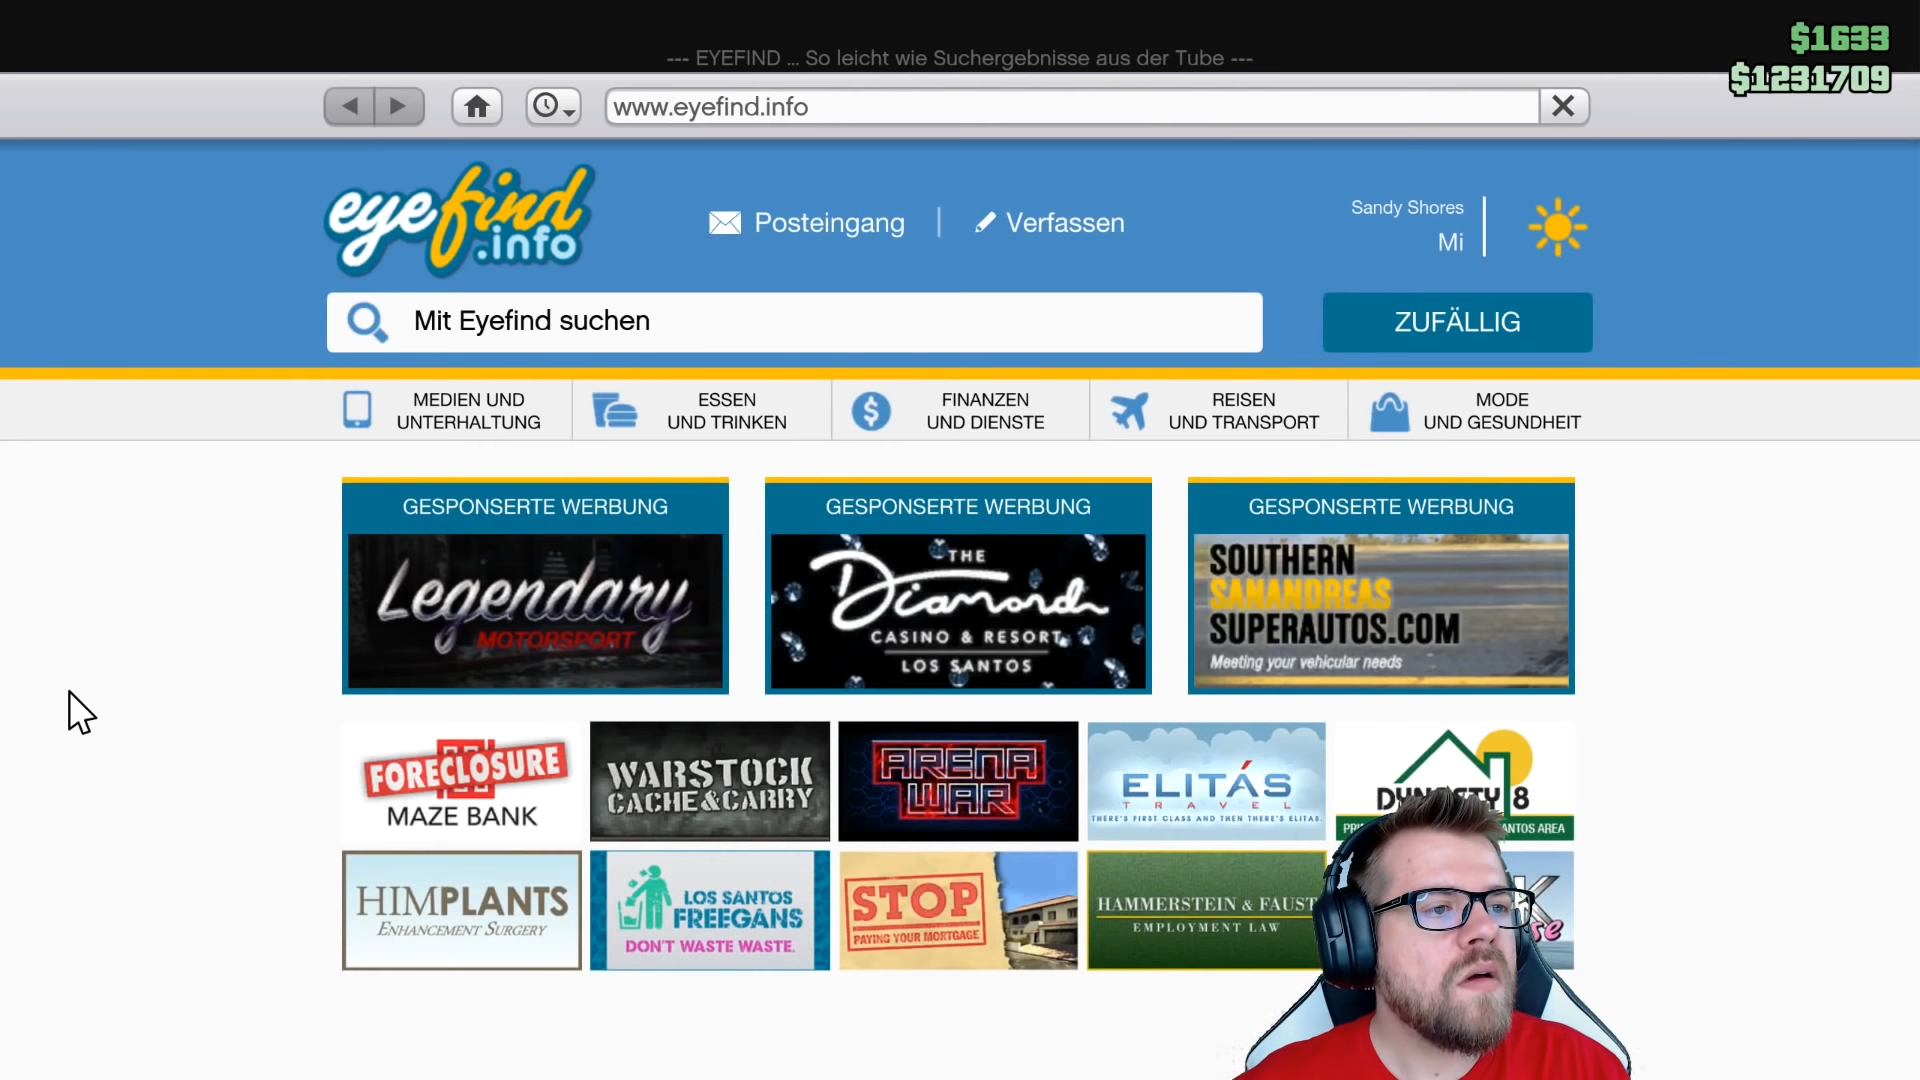 $1633
--- EYEFIND ... So leicht wie Suchergebnisse aus der Tube ---
$1231709
www.eyefind.info
eyefind
.info
Posteingang
Verfassen
Sandy Shores
Mi
Mit Eyefind suchen
ZUFÄLLIG
MEDIEN UND
UNTERHALTUNG
ESSEN
UND TRINKEN
FINANZEN
UND DIENSTE
REISEN
UND TRANSPORT
MODE
UND GESUNDHEIT
GESPONSERTE WERBUNG
Legendary
MOTORSPORT
GESPONSERTE WERBUNG
THE
Diamond
CASINO & RESORT
LOS SANTOS
GESPONSERTE WERBUNG
SOUTHERN
SANANDREAS
SUPERAUTOS.COM
Meeting your vehicular needs
FORECLOSURE
MAZE BANK
WARSTOCK
CACHE&CARRY
ARENA
WAR
ELITÁS
TRAVEL
THERE'S FIRST CLASS AND THEN THERE'S ELITAS.
DYNASTY 8
ANTOS AREA
HIMPLANTS
ENHANCEMENT SURGERY
LOS SANTOS
FREEGANS
DON'T WASTE WASTE.
STOP
PAYING YOUR MORTGAGE
HAMMERSTEIN & FAUST
EMPLOYMENT LAW